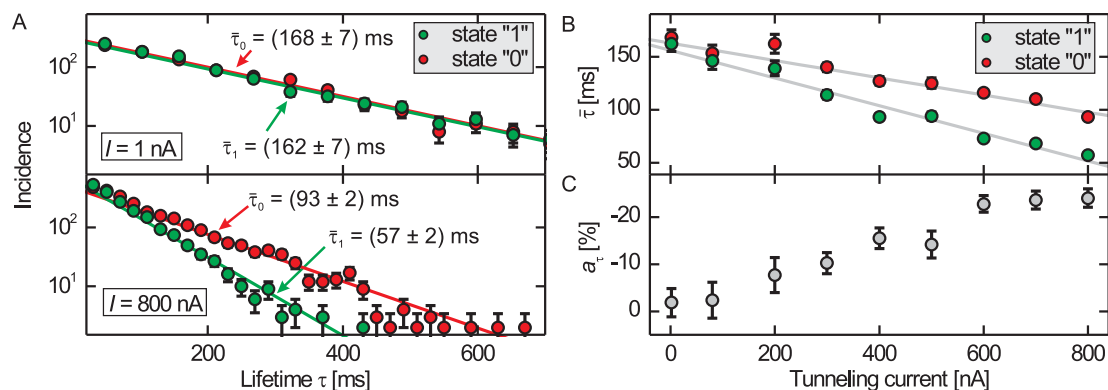 A
10²
10¹
I = 1 nA
τ̄₀ = (168 ± 7) ms
τ̄₁ = (162 ± 7) ms
state "1"
state "0"
Incidence
10²
10¹
I = 800 nA
τ̄₀ = (93 ± 2) ms
τ̄₁ = (57 ± 2) ms
200
400
600
Lifetime τ [ms]
B
τ̄ [ms]
150
100
50
state "1"
state "0"
C
aτ [%]
-20
-10
0
0
200
400
600
800
Tunneling current [nA]